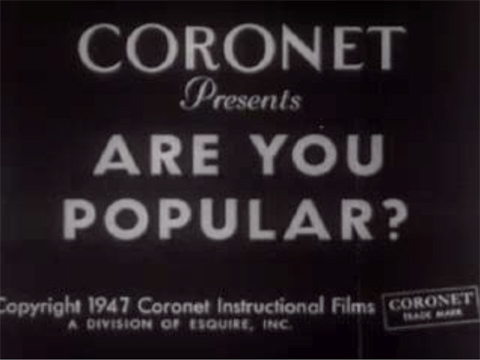 CORONET
Presents
ARE YOU
POPULAR?
Copyright 1947 Coronet Instructional Films
A DIVISION OF ESQUIRE, INC.
CORONET
TRADE MARK